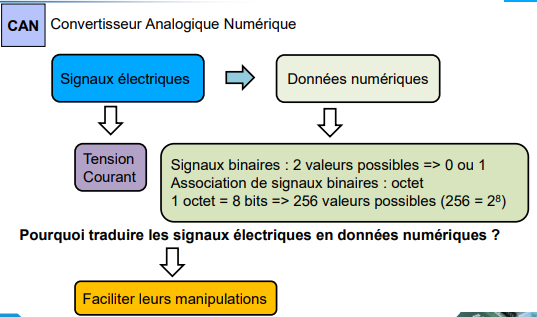 CAN Convertisseur Analogique Numérique
Signaux électriques
Données numériques
Tension
Courant
Signaux binaires : 2 valeurs possibles => 0 ou 1
Association de signaux binaires : octet
1 octet = 8 bits => 256 valeurs possibles (256 = 2⁸)
Pourquoi traduire les signaux électriques en données numériques ?
Faciliter leurs manipulations